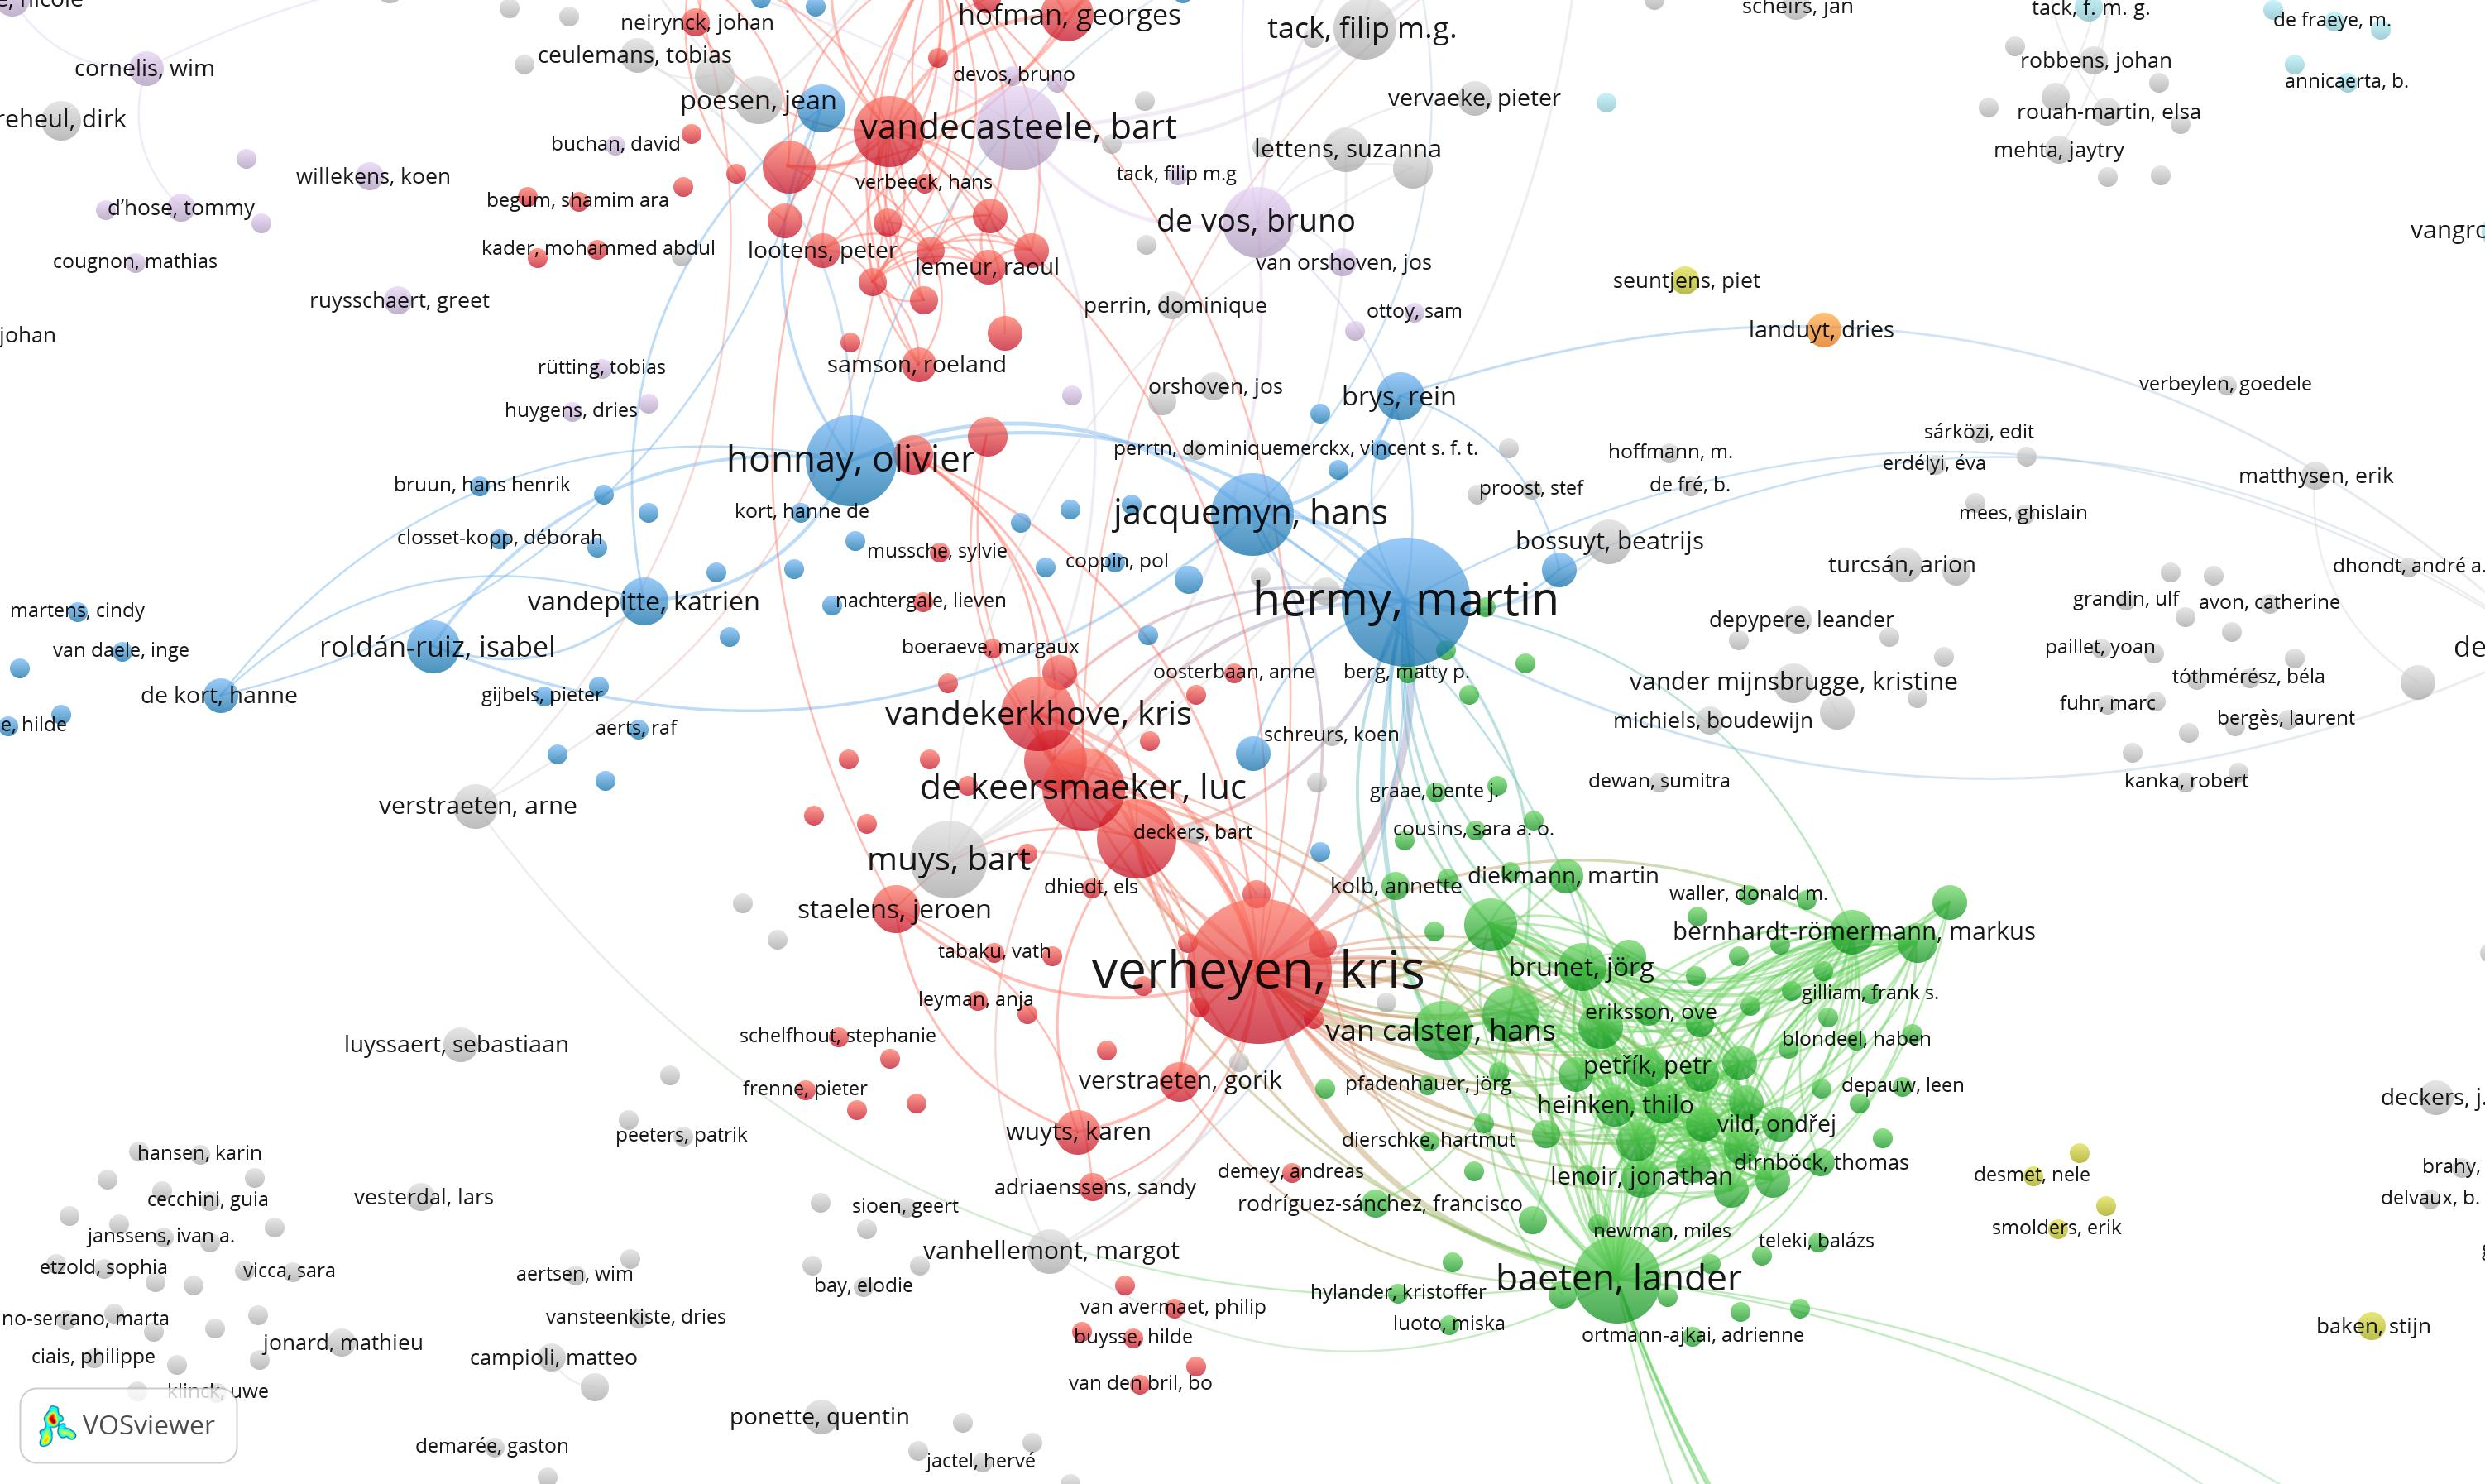 neirynck, johan
hofman, georges
tack, filip m.g.
scheirs, jan
tack, f. m. g.
de fraeye, m.
ceulemans, tobias
cornelis, wim
devos, bruno
robbens, johan
annicaerta, b.
poesen, jean
vervaeke, pieter
reheul, dirk
vandecasteele, bart
rouah-martin, elsa
buchan, david
lettens, suzanna
mehta, jaytry
willekens, koen
verbeeck, hans
tack, filip m.g
begum, shamim ara
d'hose, tommy
de vos, bruno
vangro
kader, mohammed abdul
lootens, peter
cougnon, mathias
lemeur, raoul
van orshoven, jos
seuntjens, piet
ruysschaert, greet
perrin, dominique
ottoy, sam
johan
landuyt, dries
rütting, tobias
samson, roeland
orshoven, jos
brys, rein
verbeylen, goedele
huygens, dries
sárközi, edit
honnay, olivier
perrtn, dominique
merckx, vincent s. f. t.
hoffmann, m.
erdélyi, éva
matthysen, erik
bruun, hans henrik
proost, stef
de fré, b.
kort, hanne de
jacquemyn, hans
mees, ghislain
closset-kopp, déborah
mussche, sylvie
coppin, pol
bossuyt, beatrijs
turcsán, arion
dhondt, andré a.
martens, cindy
vandepitte, katrien
nachtergale, lieven
hermy, martin
grandin, ulf
avon, catherine
depypere, leander
van daele, inge
roldán-ruiz, isabel
boeraeve, margaux
paillet, yoan
de
oosterbaan, anne
berg, matty p.
vander mijnsbrugge, kristine
tóthmérész, béla
de kort, hanne
gijbels, pieter
fuhr, marc
e, hilde
aerts, raf
vandekerkhove, kris
schreurs, koen
michiels, boudewijn
bergès, laurent
de keersmaeker, luc
graae, bente j.
dewan, sumitra
kanka, robert
verstraeten, arne
deckers, bart
cousins, sara a. o.
muys, bart
dhiedt, els
kolb, annette
diekmann, martin
waller, donald m.
staelens, jeroen
bernhardt-römermann, markus
tabaku, vath
verheyen, kris
brunet, jörg
leyman, anja
gilliam, frank s.
eriksson, ove
schelfhout, stephanie
van calster, hans
blondeel, haben
luyssaert, sebastiaan
petřík, petr
frenne, pieter
verstraeten, gorik
pfadenhauer, jörg
depauw, leen
deckers, j.
heinken, thilo
peeters, patrik
wuyts, karen
dierschke, hartmut
vild, ondřej
hansen, karin
demey, andreas
lenoir, jonathan
dirnböck, thomas
desmet, nele
brahy,
cecchini, guia
vesterdal, lars
adriaenssens, sandy
rodríguez-sánchez, francisco
delvaux, b.
sioen, geert
janssens, ivan a.
newman, miles
teleki, balázs
smolders, erik
vanhellemont, margot
etzold, sophia
vicca, sara
aertsen, wim
bay, elodie
baeten, lander
hylander, kristoffer
van avermaet, philip
no-serrano, marta
vansteenkiste, dries
luoto, miska
baken, stijn
buysse, hilde
ortmann-ajkai, adrienne
jonard, mathieu
ciais, philippe
campioli, matteo
van den bril, bo
klinck, uwe
VOSviewer
ponette, quentin
demarée, gaston
jactel, hervé